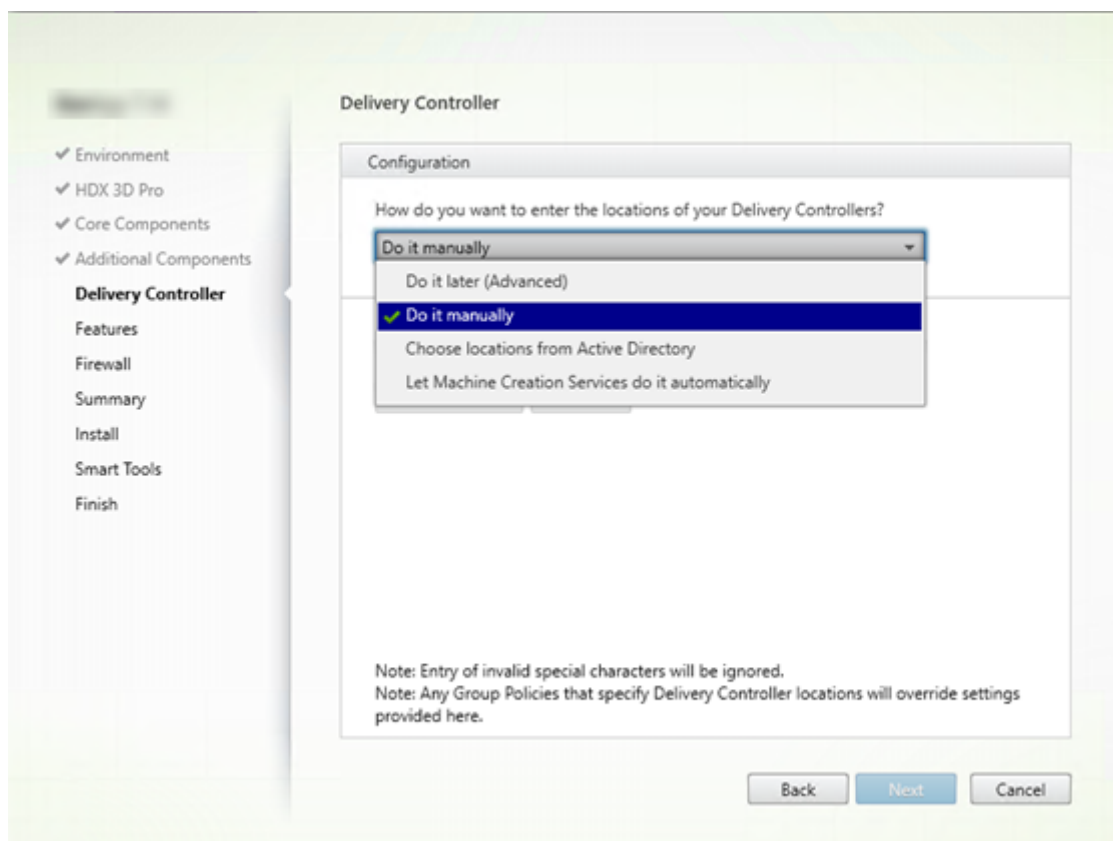 Delivery Controller
Environment
HDX 3D Pro
Core Components
Additional Components
Delivery Controller
Features
Firewall
Summary
Install
Smart Tools
Finish
Configuration
How do you want to enter the locations of your Delivery Controllers?
Do it manually
Do it later (Advanced)
Do it manually
Choose locations from Active Directory
Let Machine Creation Services do it automatically
Note: Entry of invalid special characters will be ignored.
Note: Any Group Policies that specify Delivery Controller locations will override settings
provided here.
Back
Next
Cancel